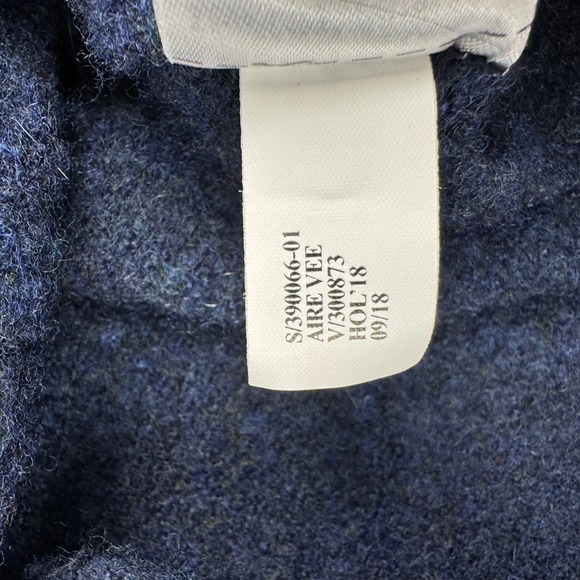 S/390066-01
AIRE VEE
V/300873
HOL'18
09/18